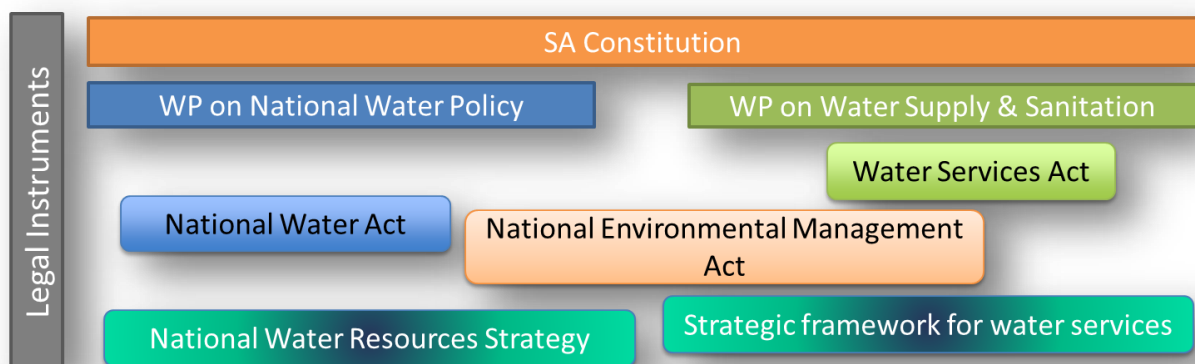 Legal Instruments
SA Constitution
WP on National Water Policy
WP on Water Supply & Sanitation
Water Services Act
National Water Act
National Environmental Management
Act
National Water Resources Strategy
Strategic framework for water services